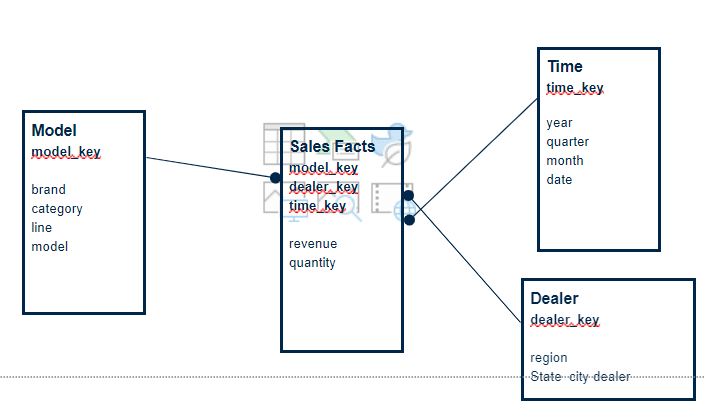 Model
model_key
brand
category
line
model
Sales Facts
model_key
dealer_key
time_key
revenue
quantity
Time
time_key
year
quarter
month
date
Dealer
dealer_key
region
State city dealer